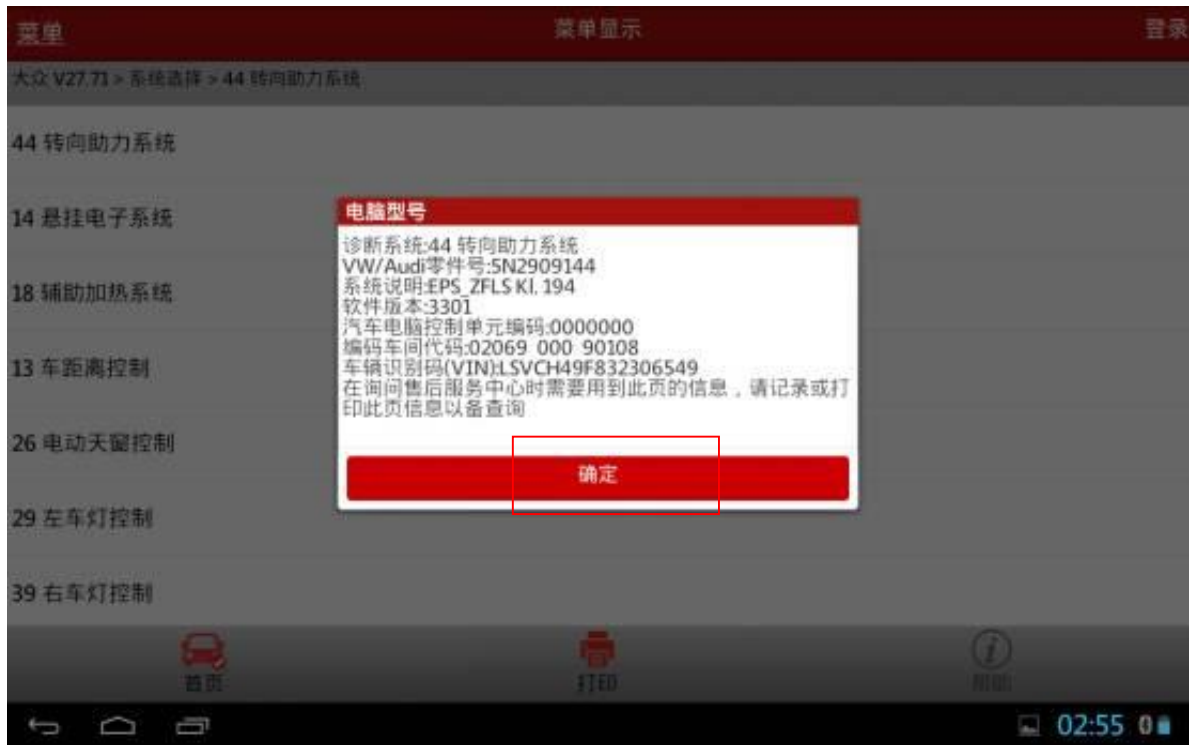 菜单
菜单显示
登录
大众 V27.71 > 系统选择 > 44 转向助力系统
44 转向助力系统
14 悬挂电子系统
18 辅助加热系统
13 车距离控制
26 电动天窗控制
29 左车灯控制
39 右车灯控制
电脑型号
诊断系统:44 转向助力系统
VW/Audi零件号:5N2909144
系统说明:EPS_ZFLS Kl. 194
软件版本:3301
汽车电脑控制单元编码:0000000
编码车间代码:02069 000 90108
车辆识别码(VIN):LSVCH49F832306549
在询问售后服务中心时需要用到此页的信息，请记录或打
印此页信息以备查询
确定
首页
打印
帮助
02:55